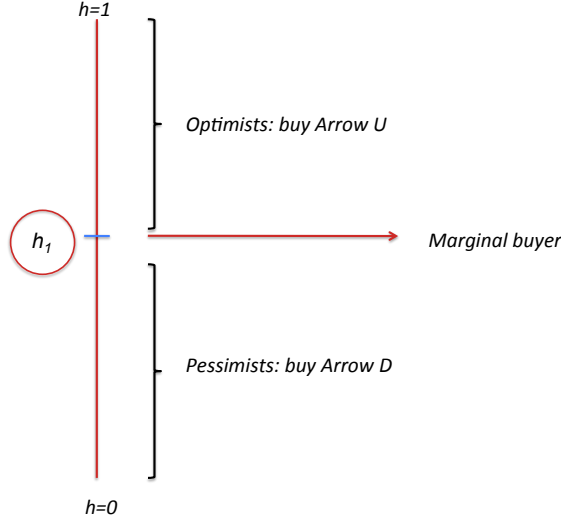 h=1
Optimists: buy Arrow U
h1
Marginal buyer
Pessimists: buy Arrow D
h=0